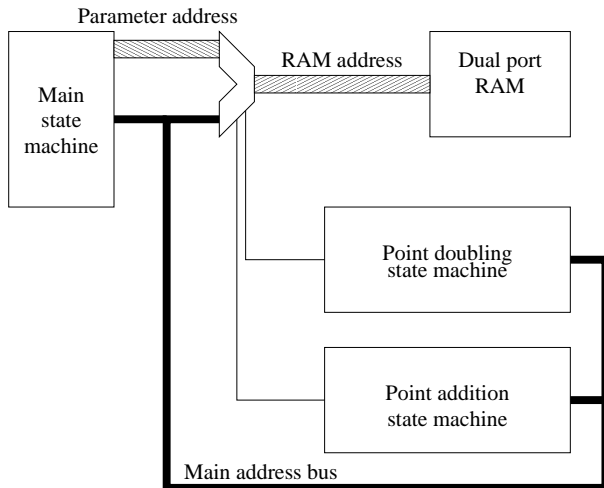 Parameter address
Main
state
machine
RAM address
Dual port
RAM
Point doubling
state machine
Point addition
state machine
Main address bus